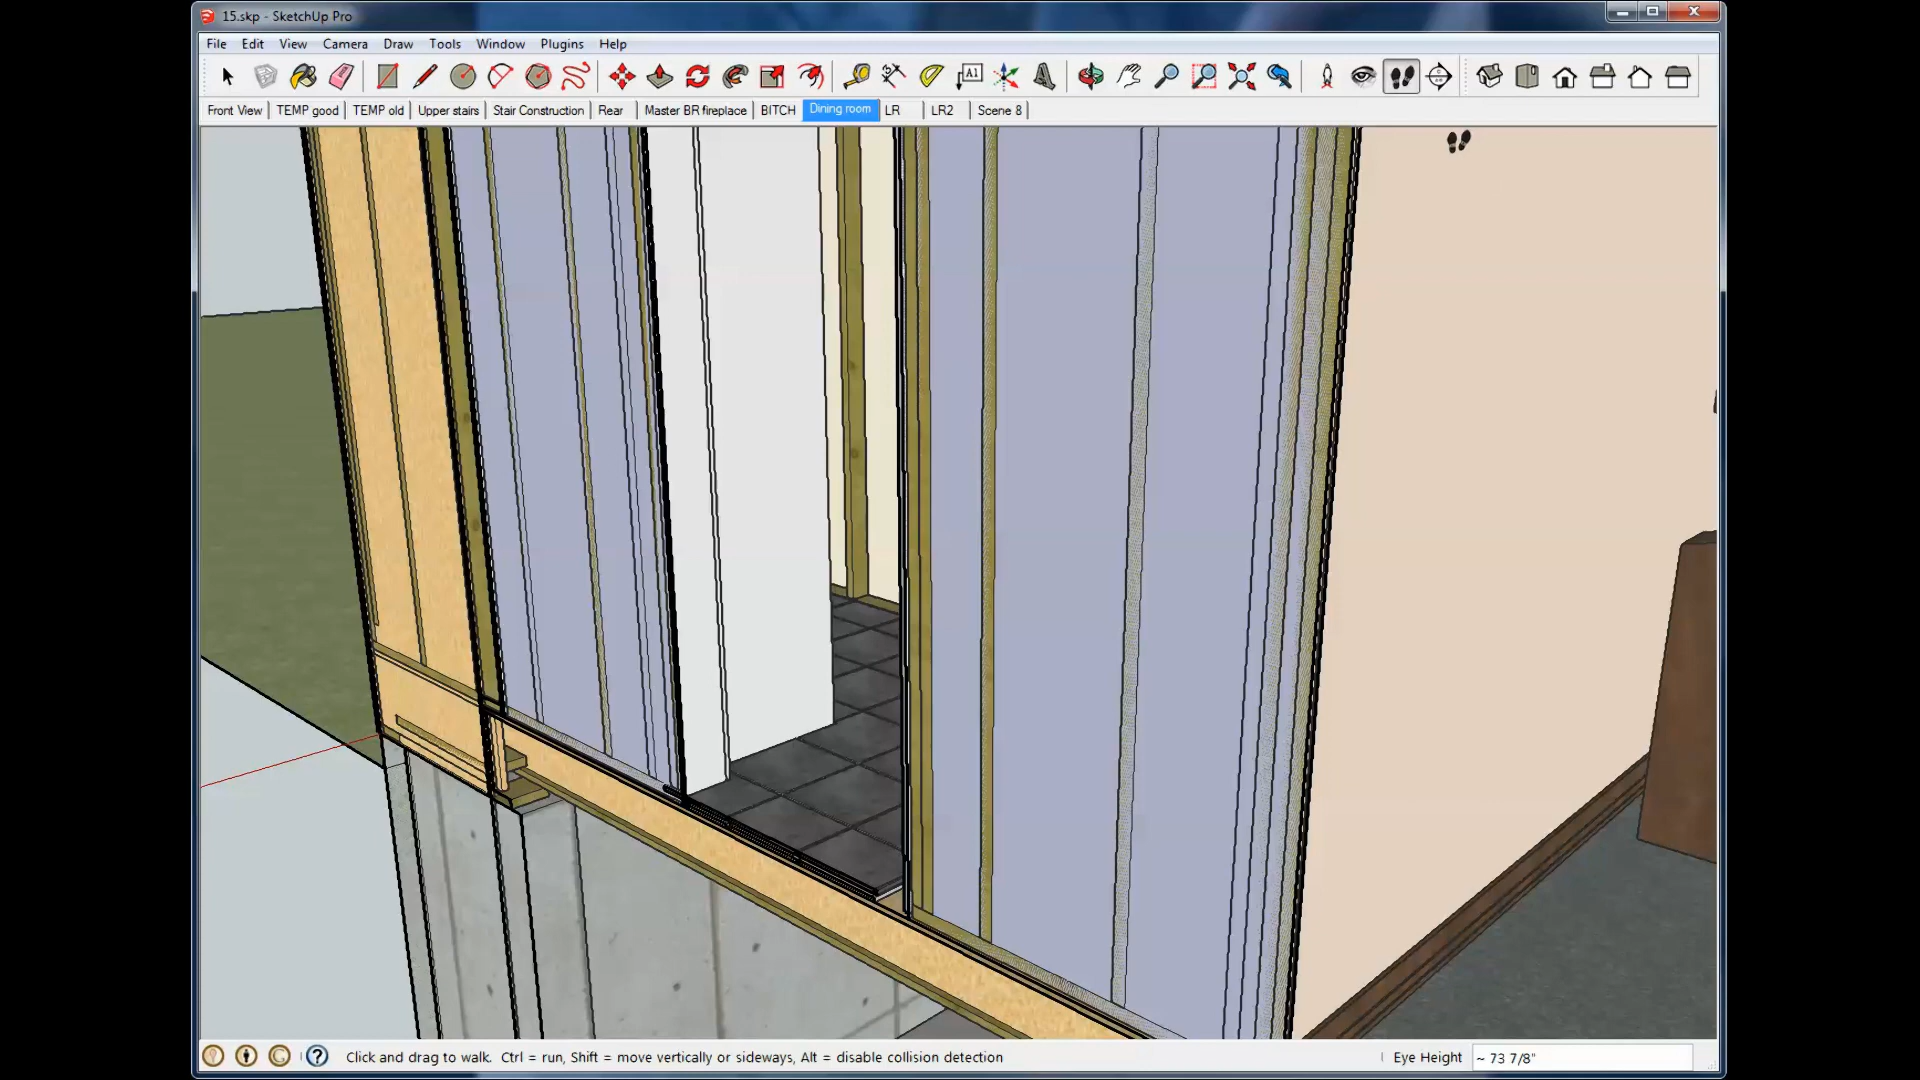 15.skp - SketchUp Pro
File Edit View Camera Draw Tools Window Plugins Help
A1
Front View TEMP good TEMP old Upper stairs Stair Construction Rear Master BR fireplace BITCH Dining room LR LR2 Scene 8
Click and drag to walk. Ctrl = run, Shift = move vertically or sideways, Alt = disable collision detection Eye Height ~ 73 7/8"